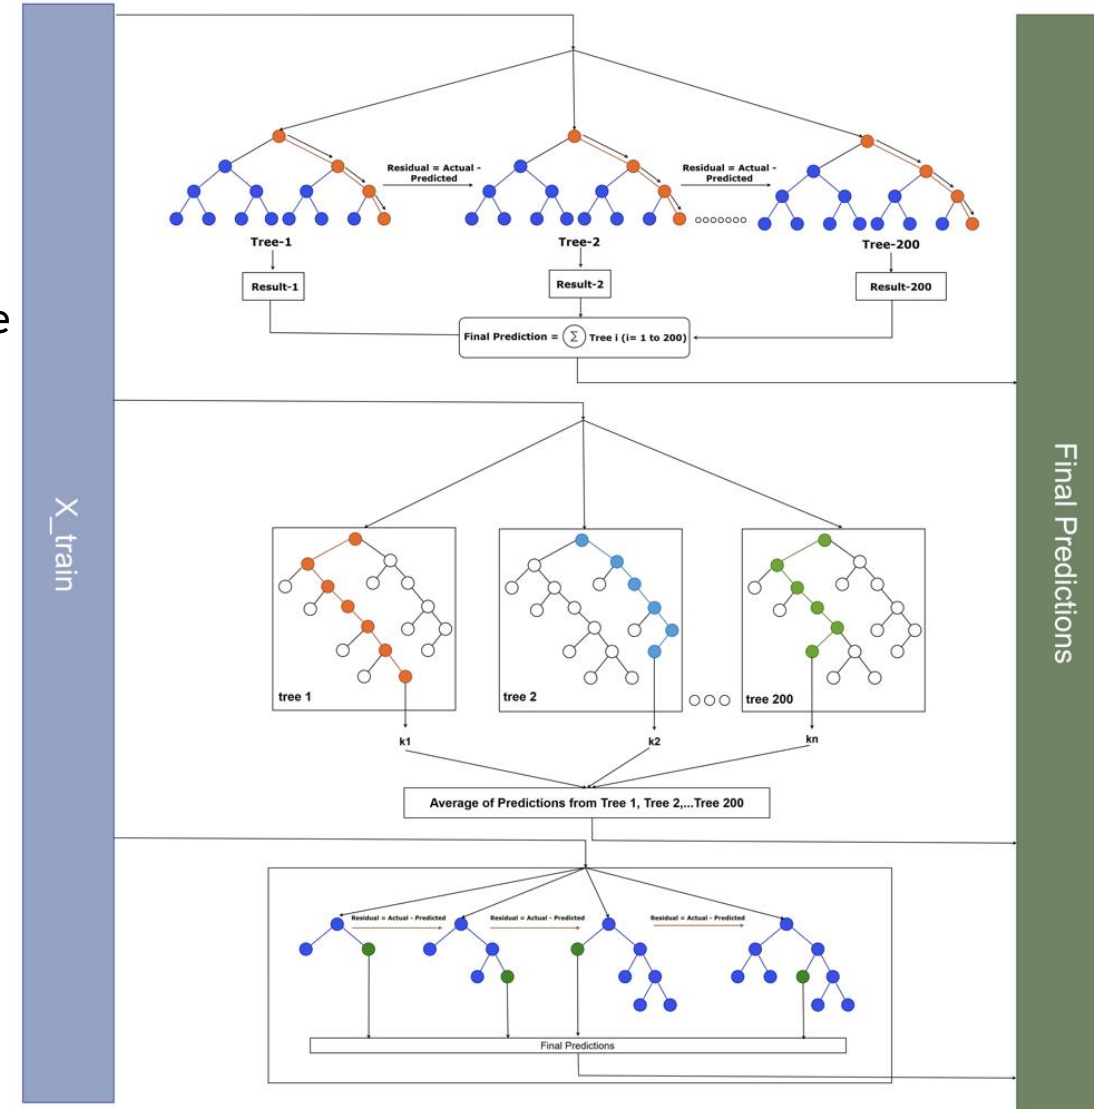 e
X_train
Residual = Actual -
Predicted
Residual = Actual -
Predicted
Tree-1
Tree-2
Tree-200
Result-1
Result-2
Result-200
Final Prediction = Σ Tree i (i= 1 to 200)
Final Predictions
tree 1
tree 2
tree 200
k1
k2
kn
Average of Predictions from Tree 1, Tree 2,...Tree 200
Residual = Actual - Predicted
Residual = Actual - Predicted
Residual = Actual - Predicted
Final Predictions